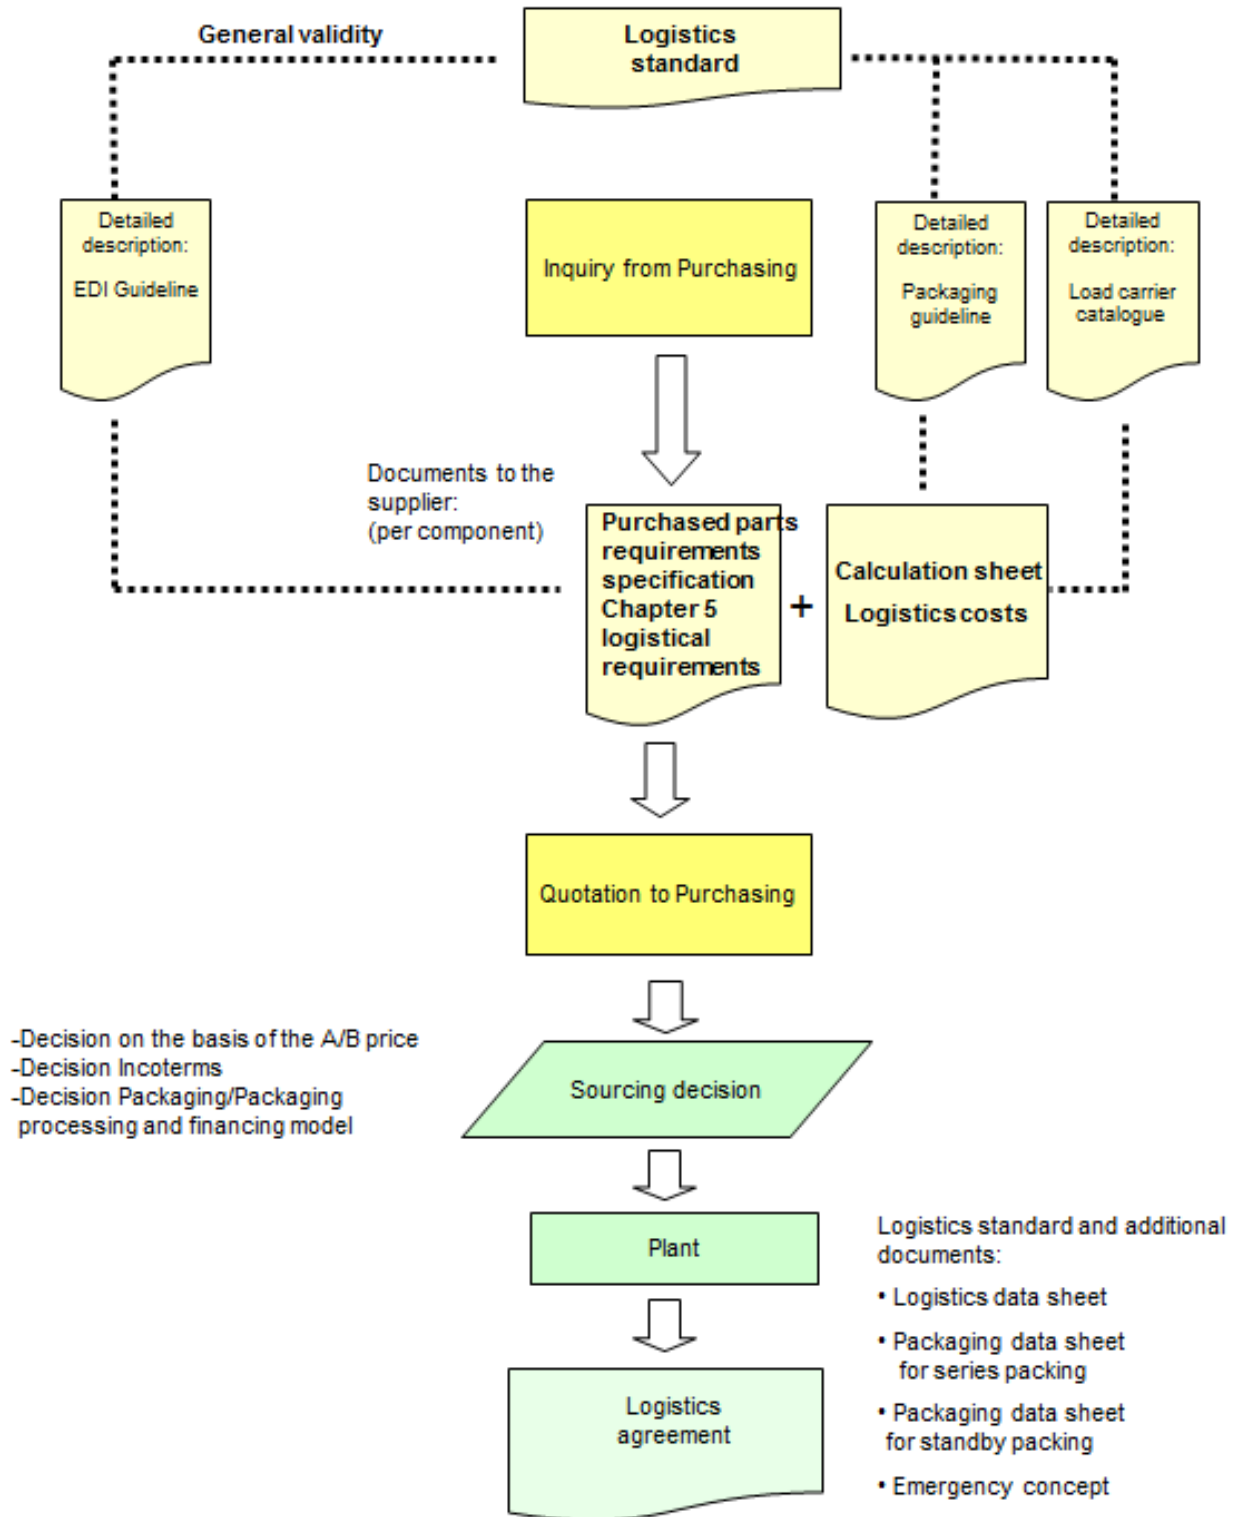 General validity
Logistics
standard
Detailed
description:
EDI Guideline
Inquiry from Purchasing
Detailed
description:
Packaging
guideline
Detailed
description:
Load carrier
catalogue
Documents to the
supplier:
(per component)
Purchased parts
requirements
specification
Chapter 5
logistical
requirements
+
Calculation sheet
Logistics costs
Quotation to Purchasing
-Decision on the basis of the A/B price
-Decision Incoterms
-Decision Packaging/Packaging
processing and financing model
Sourcing decision
Plant
Logistics standard and additional
documents:
• Logistics data sheet
• Packaging data sheet
for series packing
• Packaging data sheet
for standby packing
• Emergency concept
Logistics
agreement